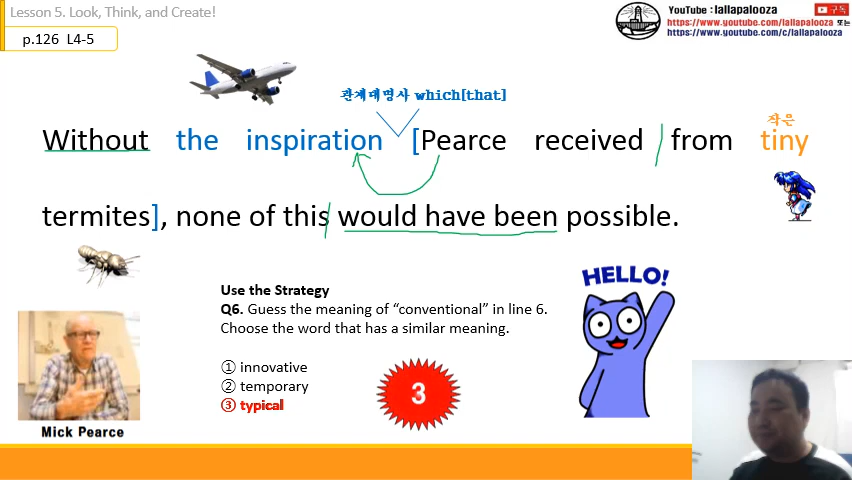 Lesson 5. Look, Think, and Create!
p.126 L4-5
YouTube : lallapalooza
구독
https://www.youtube.com/lallapalooza 또는
https://www.youtube.com/c/lallapalooza
관계대명사 which[that]
작은
Without the inspiration [Pearce received from tiny
termites], none of this would have been possible.
Use the Strategy
Q6. Guess the meaning of “conventional” in line 6.
Choose the word that has a similar meaning.
① innovative
② temporary
③ typical
3
HELLO!
Mick Pearce